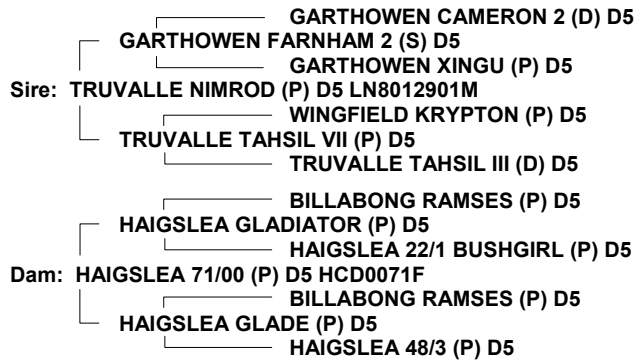 GARTHOWEN CAMERON 2 (D) D5
GARTHOWEN FARNHAM 2 (S) D5
GARTHOWEN XINGU (P) D5
Sire: TRUVALLE NIMROD (P) D5 LN8012901M
WINGFIELD KRYPTON (P) D5
TRUVALLE TAHSIL VII (P) D5
TRUVALLE TAHSIL III (D) D5
BILLABONG RAMSES (P) D5
HAIGSLEA GLADIATOR (P) D5
HAIGSLEA 22/1 BUSHGIRL (P) D5
Dam: HAIGSLEA 71/00 (P) D5 HCD0071F
BILLABONG RAMSES (P) D5
HAIGSLEA GLADE (P) D5
HAIGSLEA 48/3 (P) D5